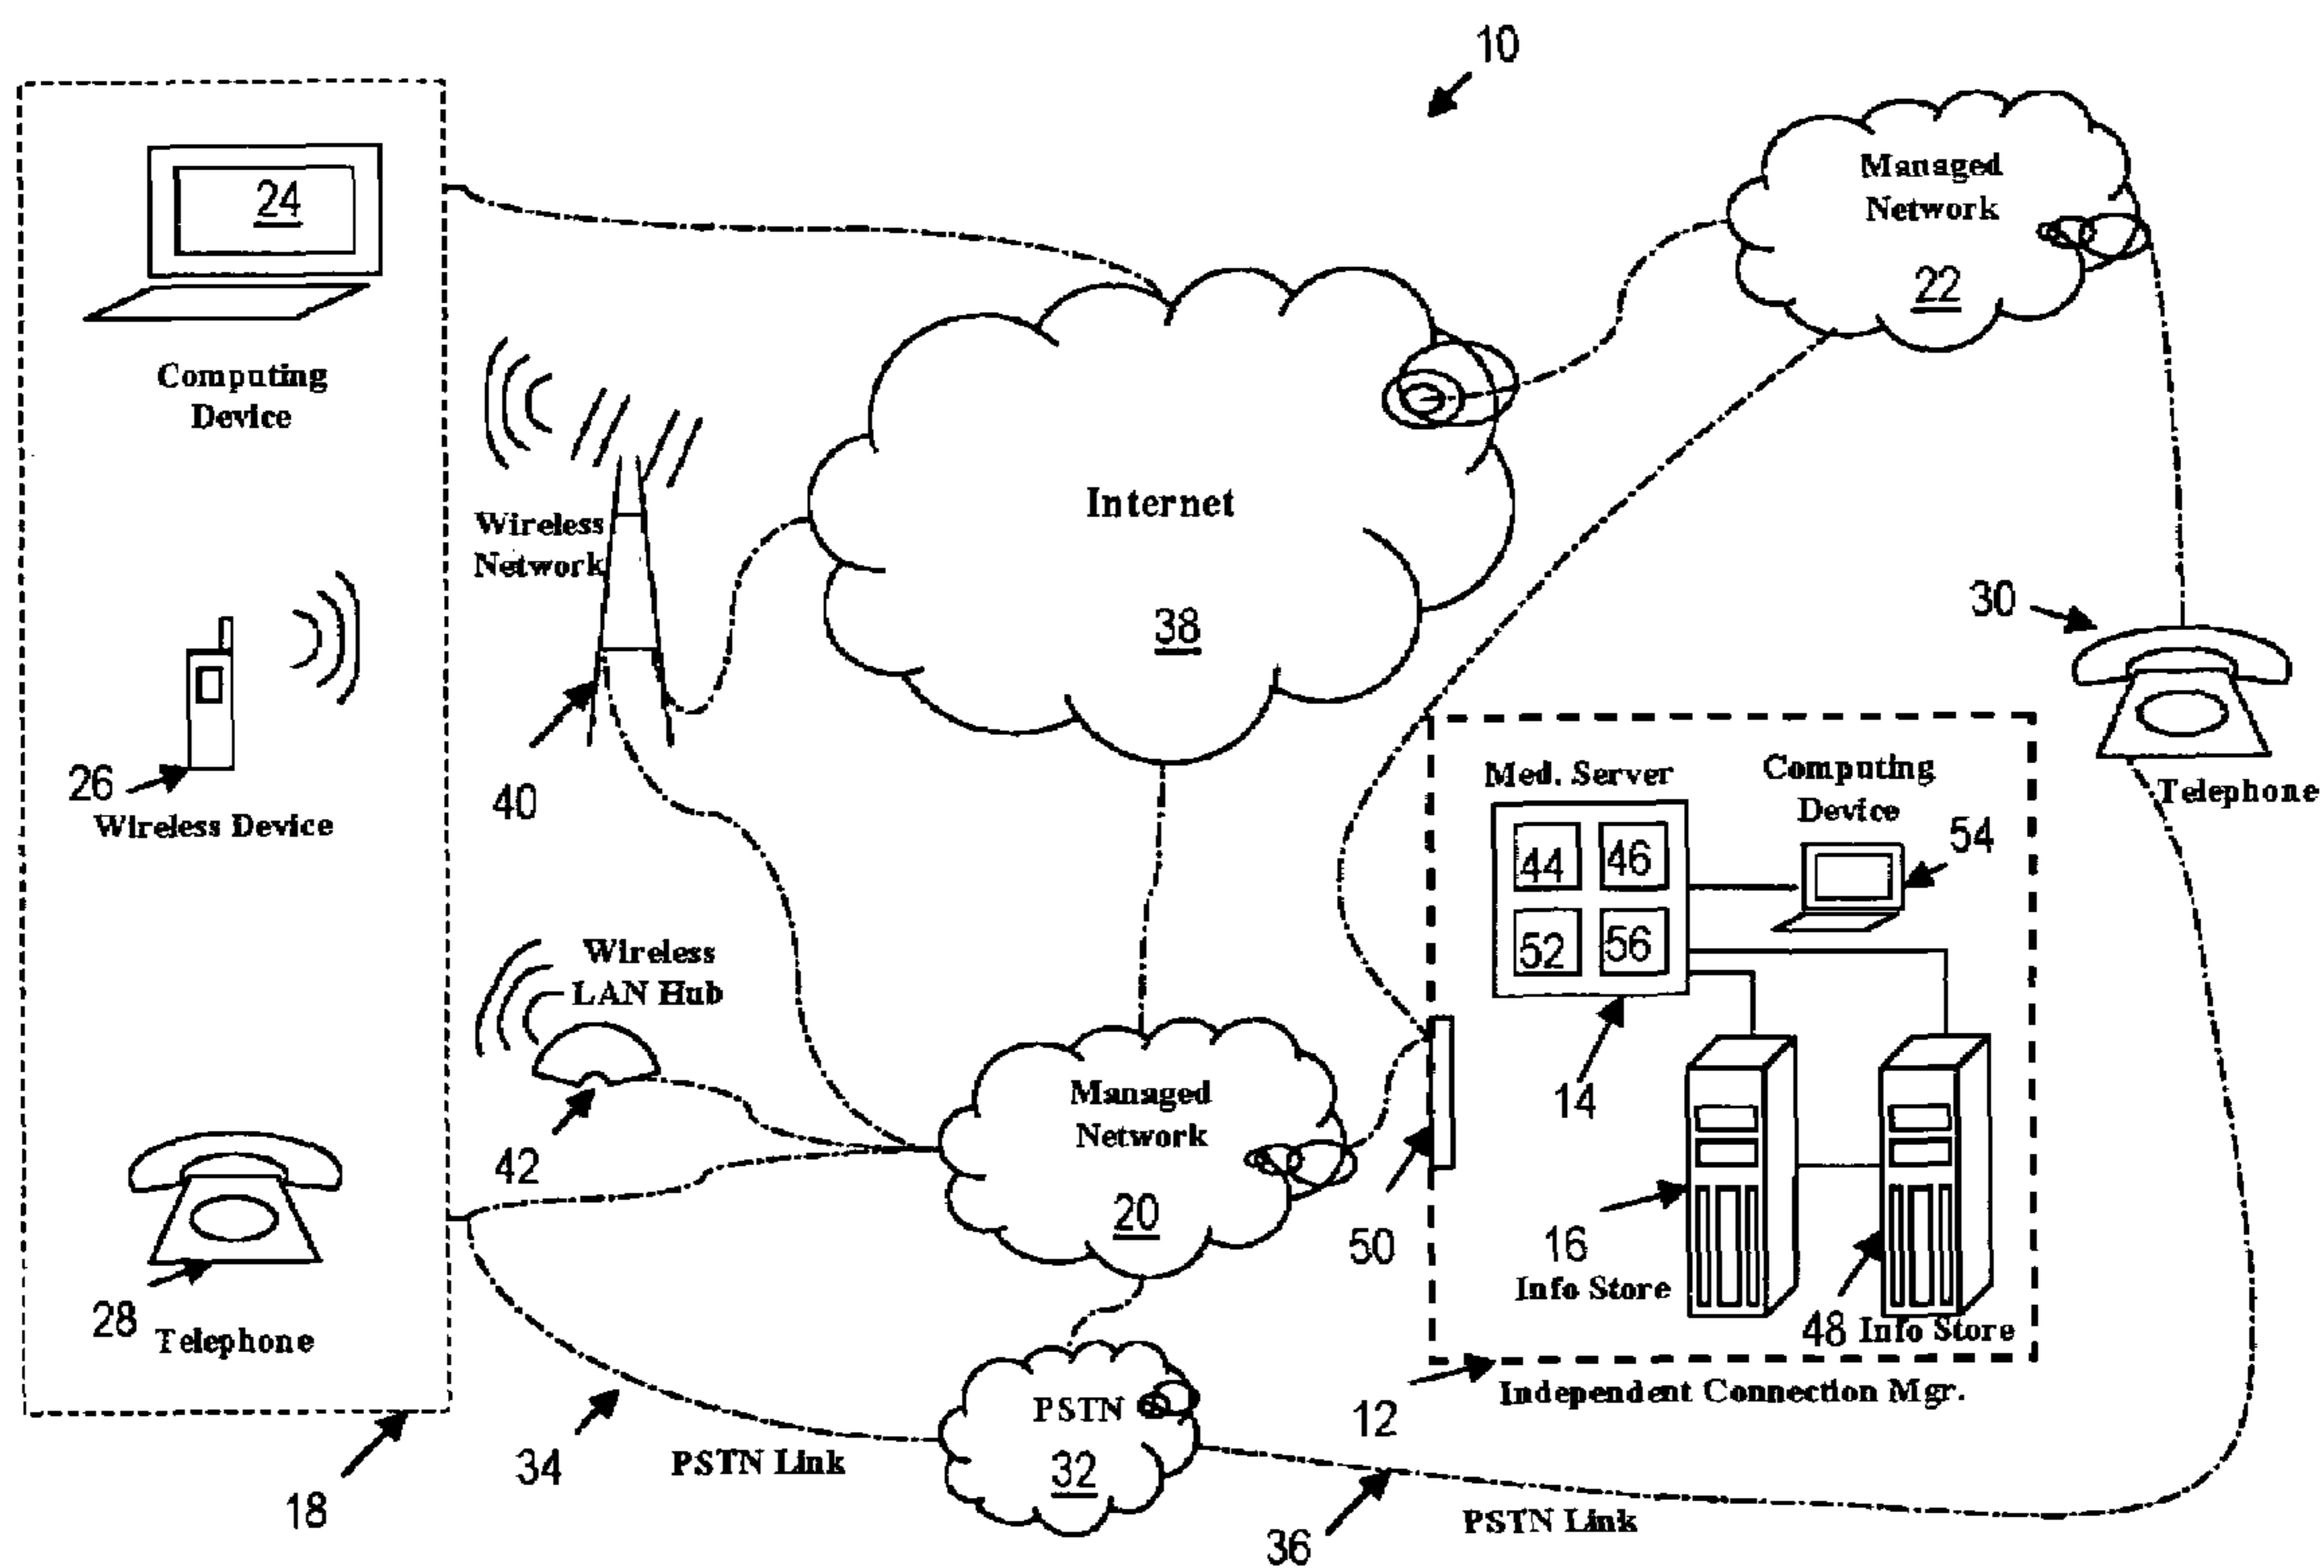 10
24
Computing
Device
26
Wireless Device
28
Telephone
18
Wireless
Network
40
Wireless
LAN Hub
42
34
PSTN Link
Internet
38
Managed
Network
22
30
Telephone
Managed
Network
20
PSTN
32
36
PSTN Link
50
Med. Server
44
46
52
56
14
Computing
Device
54
16
Info Store
48 Info Store
12
Independent Connection Mgr.